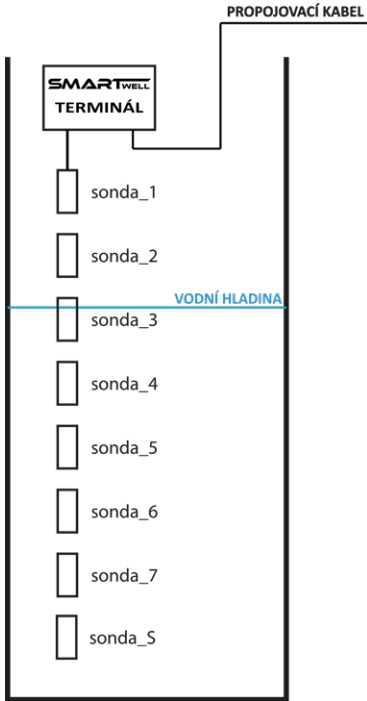 PROPOJOVACÍ KABEL
SMARTWELL
TERMINÁL
sonda_1
sonda_2
VODNÍ HLADINA
sonda_3
sonda_4
sonda_5
sonda_6
sonda_7
sonda_S